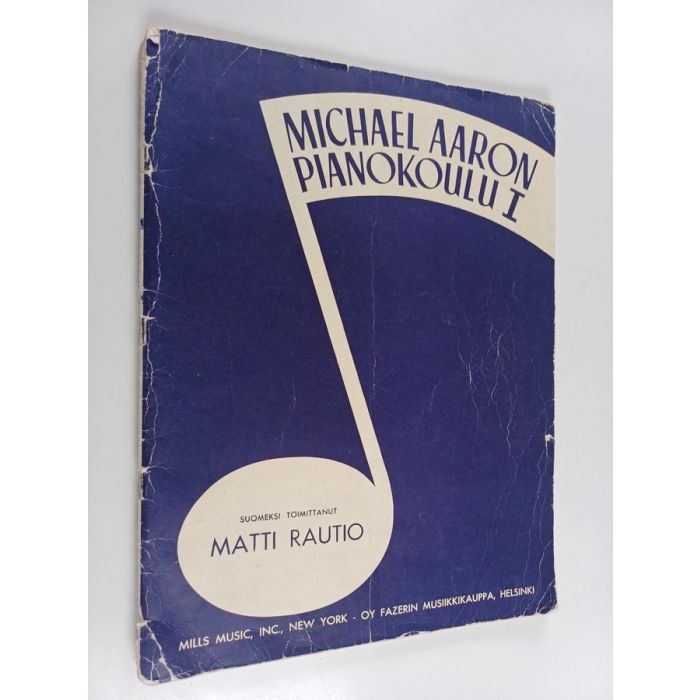 MICHAEL AARON
PIANOKOULU I
SUOMEKSI TOIMITTANUT
MATTI RAUTIO
MILLS MUSIC, INC., NEW YORK - OY FAZERIN MUSIIKKIKAUPPA, HELSINKI